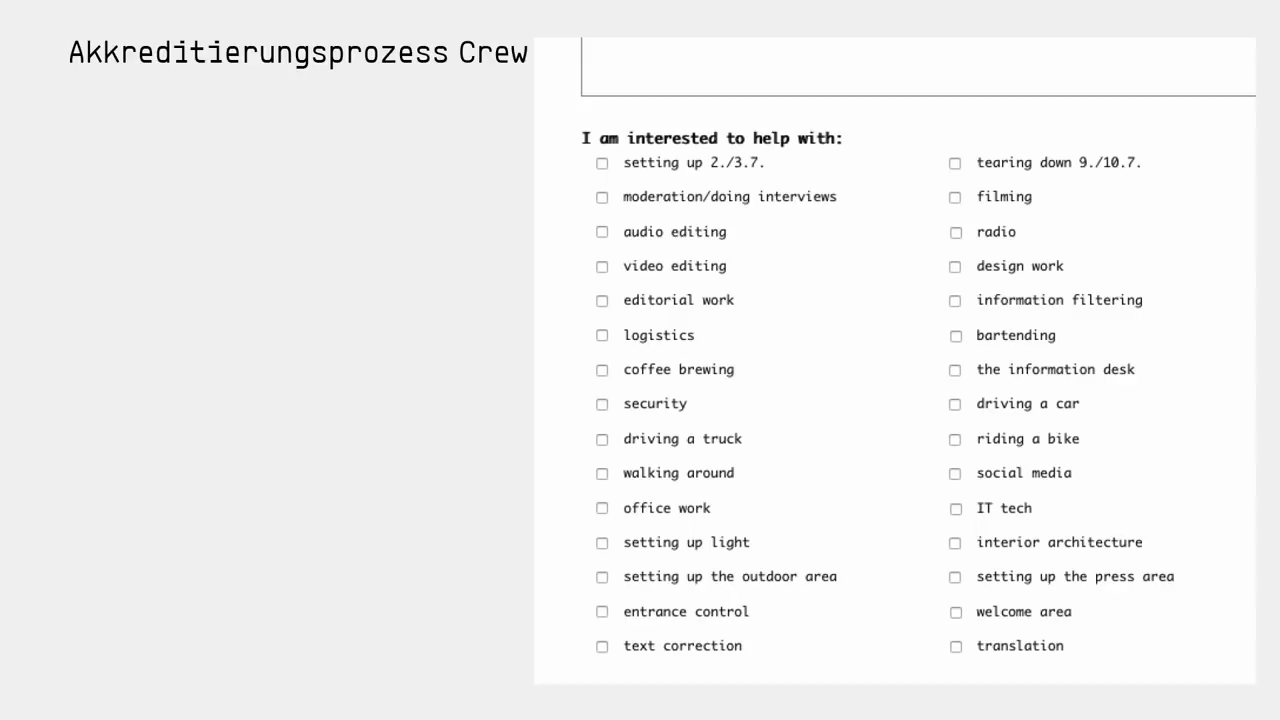 Akkreditierungsprozess Crew
I am interested to help with:
setting up 2./3.7.
tearing down 9./10.7.
moderation/doing interviews
filming
audio editing
radio
video editing
design work
editorial work
information filtering
logistics
bartending
coffee brewing
the information desk
security
driving a car
driving a truck
riding a bike
walking around
social media
office work
IT tech
setting up light
interior architecture
setting up the outdoor area
setting up the press area
entrance control
welcome area
text correction
translation